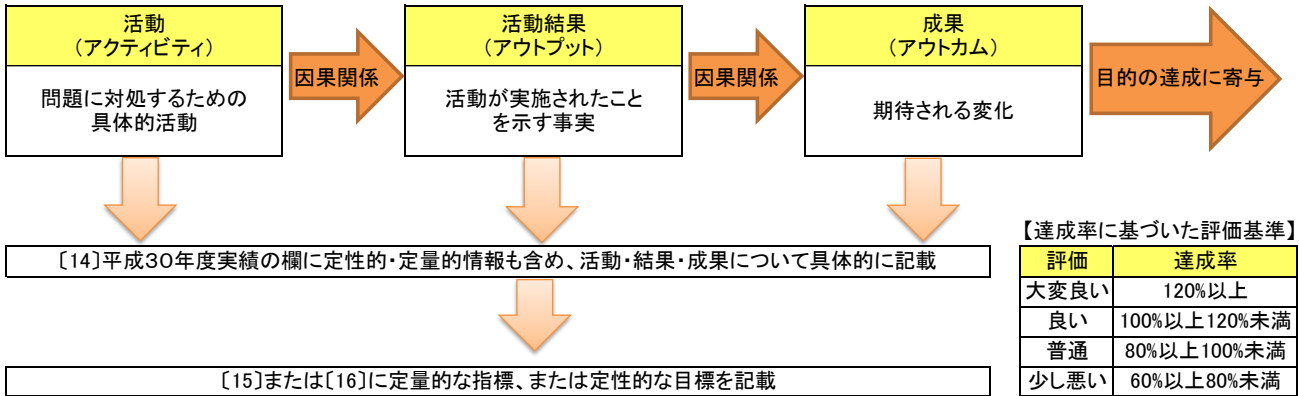 活動
（アクティビティ）
問題に対処するための
具体的活動
因果関係
活動結果
（アウトプット）
活動が実施されたこと
を示す事実
因果関係
成果
（アウトカム）
期待される変化
目的の達成に寄与
〔14〕平成３０年度実績の欄に定性的・定量的情報も含め、活動・結果・成果について具体的に記載
〔15〕または〔16〕に定量的な指標、または定性的な目標を記載
【達成率に基づいた評価基準】
評価 達成率
大変良い 120%以上
良い 100%以上120%未満
普通 80%以上100%未満
少し悪い 60%以上80%未満